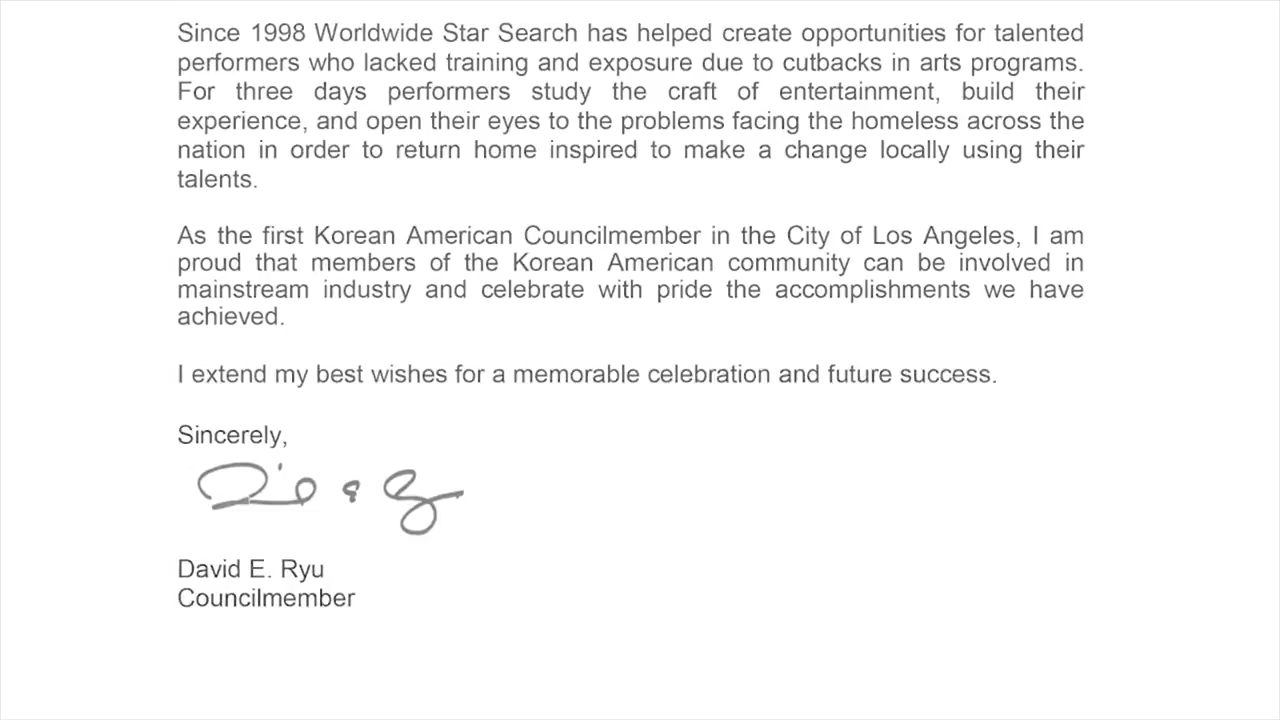 Since 1998 Worldwide Star Search has helped create opportunities for talented
performers who lacked training and exposure due to cutbacks in arts programs.
For three days performers study the craft of entertainment, build their
experience, and open their eyes to the problems facing the homeless across the
nation in order to return home inspired to make a change locally using their
talents.
As the first Korean American Councilmember in the City of Los Angeles, I am
proud that members of the Korean American community can be involved in
mainstream industry and celebrate with pride the accomplishments we have
achieved.
I extend my best wishes for a memorable celebration and future success.
Sincerely,
David E. Ryu
Councilmember